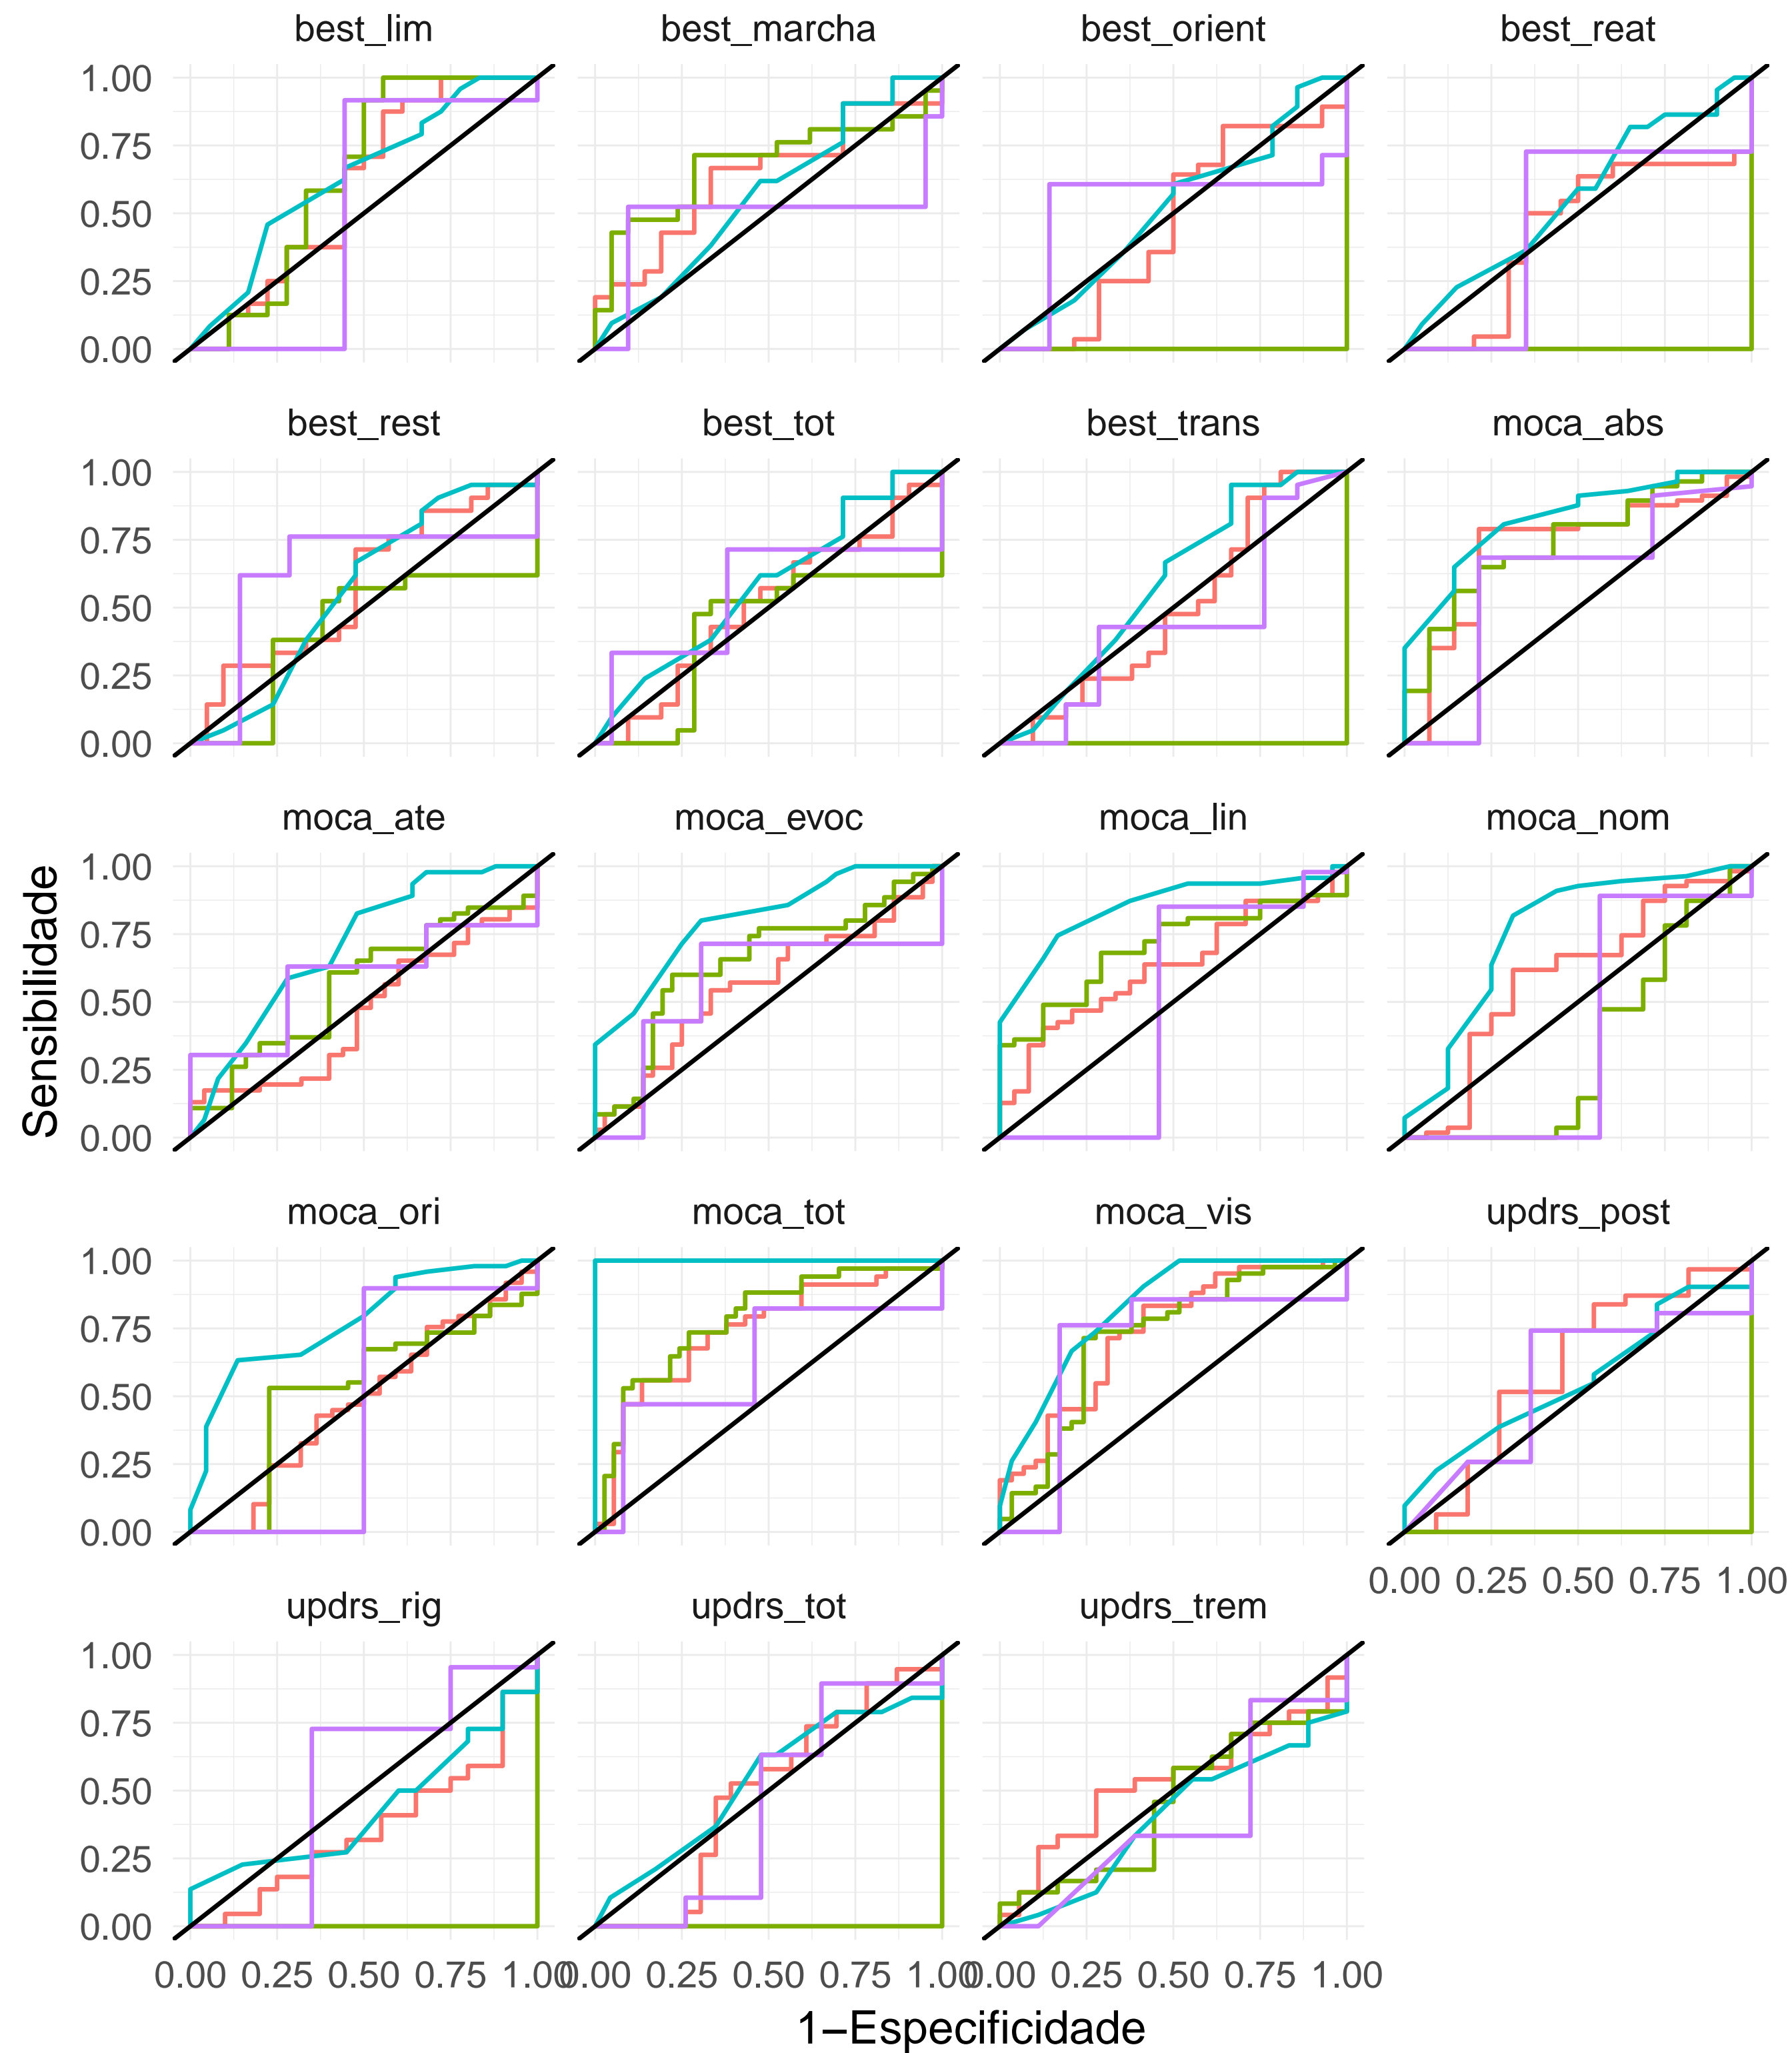 best_lim best_marcha best_orient best_reat
1.00
0.75
0.50
0.25
0.00
best_rest best_tot best_trans moca_abs
1.00
0.75
0.50
0.25
0.00
moca_ate moca_evoc moca_lin moca_nom
1.00
0.75
0.50
0.25
0.00
Sensibilidade
moca_ori moca_tot moca_vis updrs_post
1.00
0.75
0.50
0.25
0.00
0.00 0.25 0.50 0.75 1.00
updrs_rig updrs_tot updrs_trem
1.00
0.75
0.50
0.25
0.00
0.00 0.25 0.50 0.75 1.00 0.00 0.25 0.50 0.75 1.00 0.00 0.25 0.50 0.75 1.00
1−Especificidade